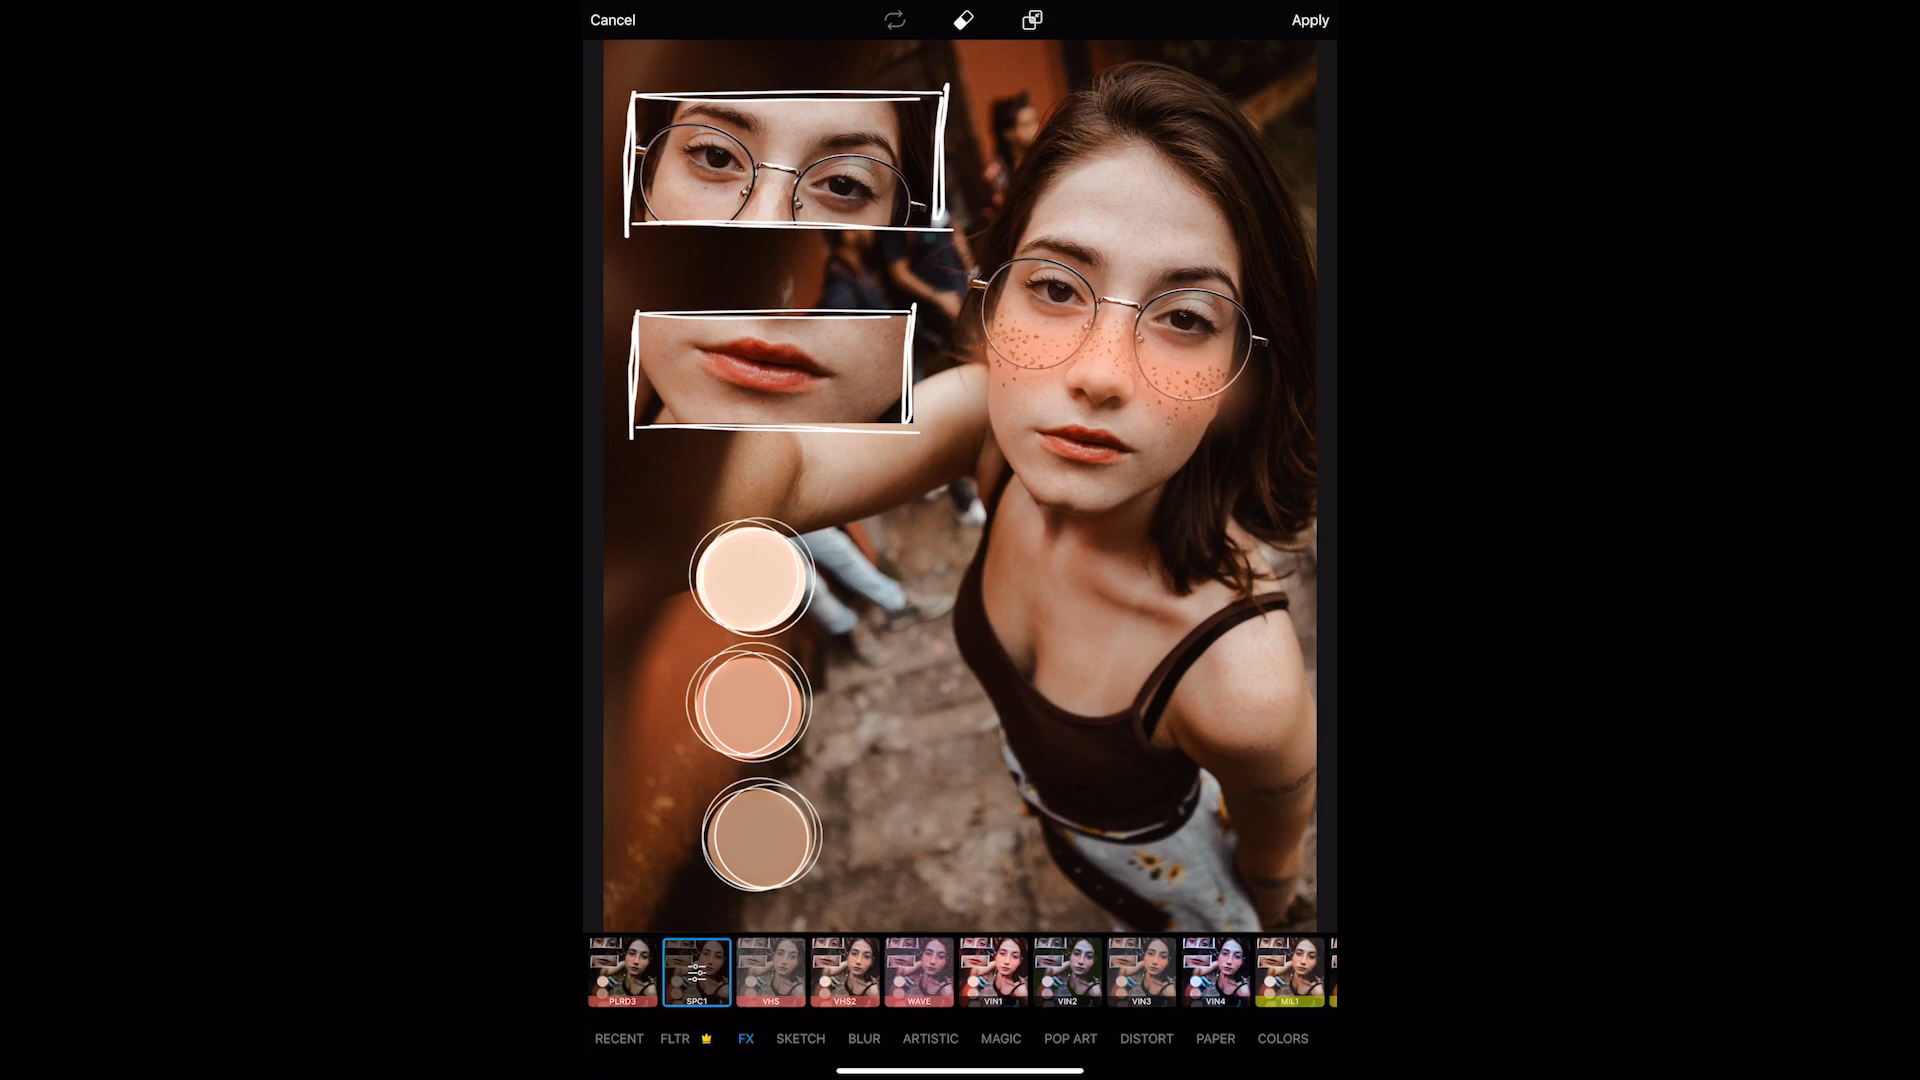 Cancel Apply
PLRD3 SPC1 VHS VHS2 WAVE VIN1 VIN2 VIN3 VIN4 MIL1
RECENT FLTR FX SKETCH BLUR ARTISTIC MAGIC POP ART DISTORT PAPER COLORS